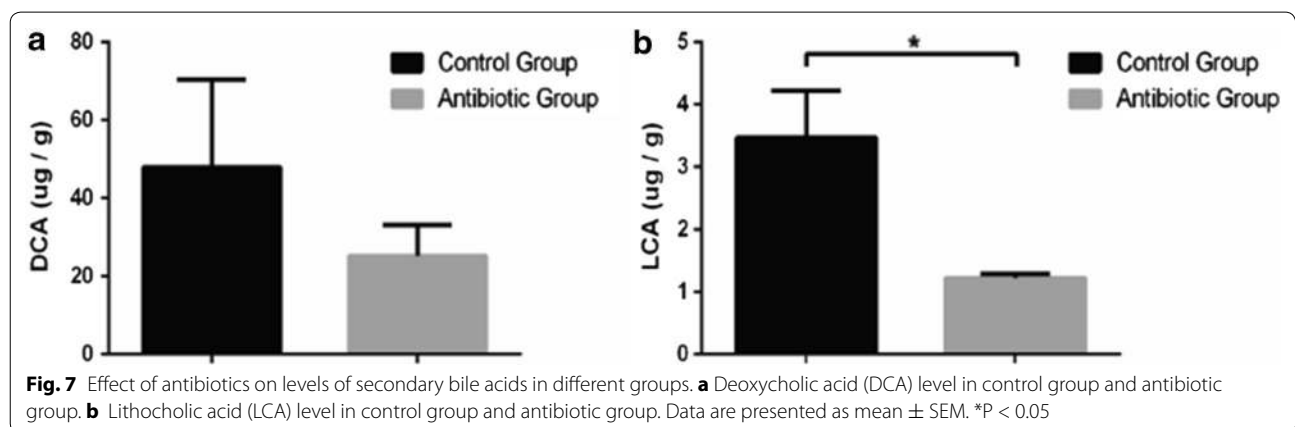 a
80
60
40
20
0
DCA (ug / g)
Control Group
Antibiotic Group
b
5
4
3
2
1
0
LCA (ug / g)
*
Control Group
Antibiotic Group
Fig. 7 Effect of antibiotics on levels of secondary bile acids in different groups. a Deoxycholic acid (DCA) level in control group and antibiotic
group. b Lithocholic acid (LCA) level in control group and antibiotic group. Data are presented as mean ± SEM. *P < 0.05